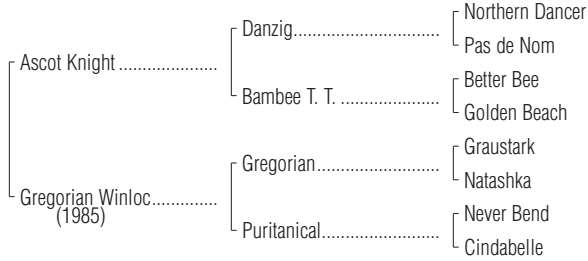 Northern Dancer
Danzig
Pas de Nom
Ascot Knight
Better Bee
Bambee T. T.
Golden Beach
Graustark
Gregorian
Natashka
Gregorian Winloc
(1985)
Never Bend
Puritanical
Cindabelle